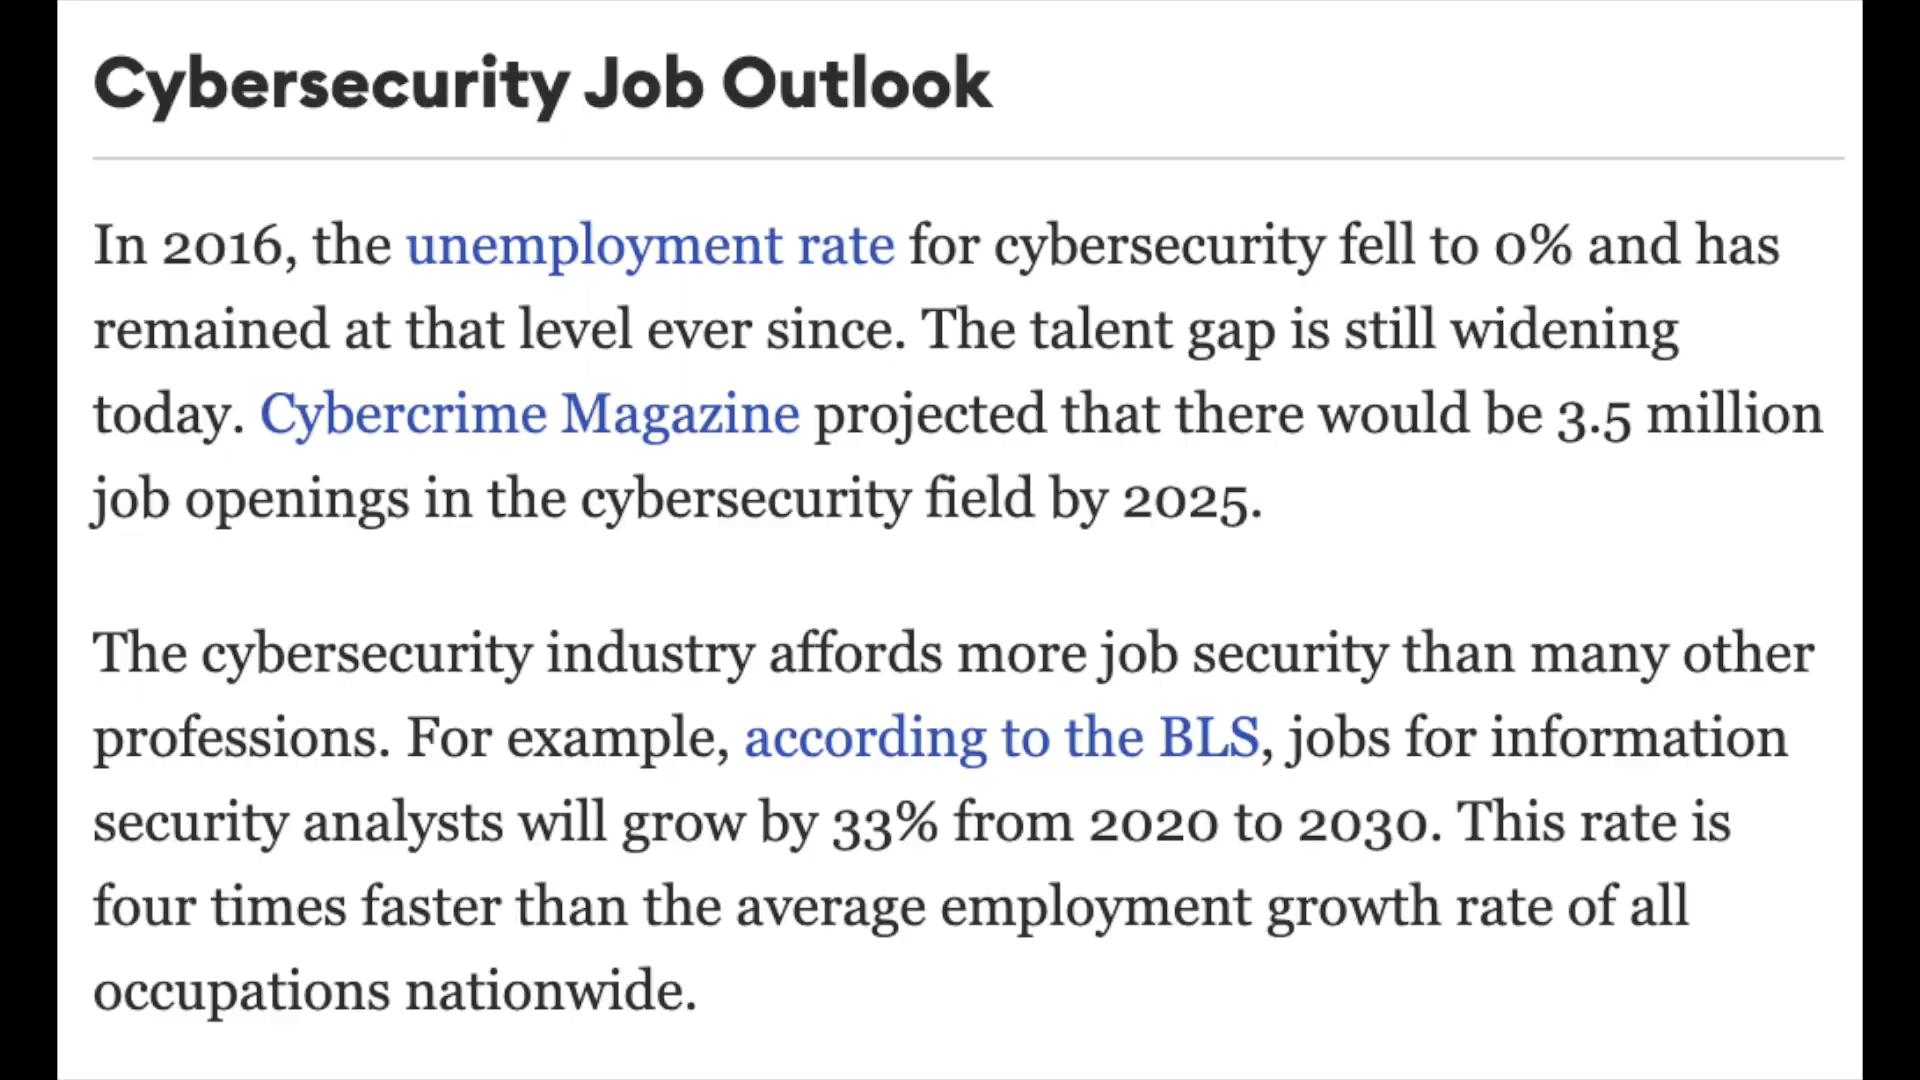 Cybersecurity Job Outlook
In 2016, the unemployment rate for cybersecurity fell to 0% and has
remained at that level ever since. The talent gap is still widening
today. Cybercrime Magazine projected that there would be 3.5 million
job openings in the cybersecurity field by 2025.
The cybersecurity industry affords more job security than many other
professions. For example, according to the BLS, jobs for information
security analysts will grow by 33% from 2020 to 2030. This rate is
four times faster than the average employment growth rate of all
occupations nationwide.